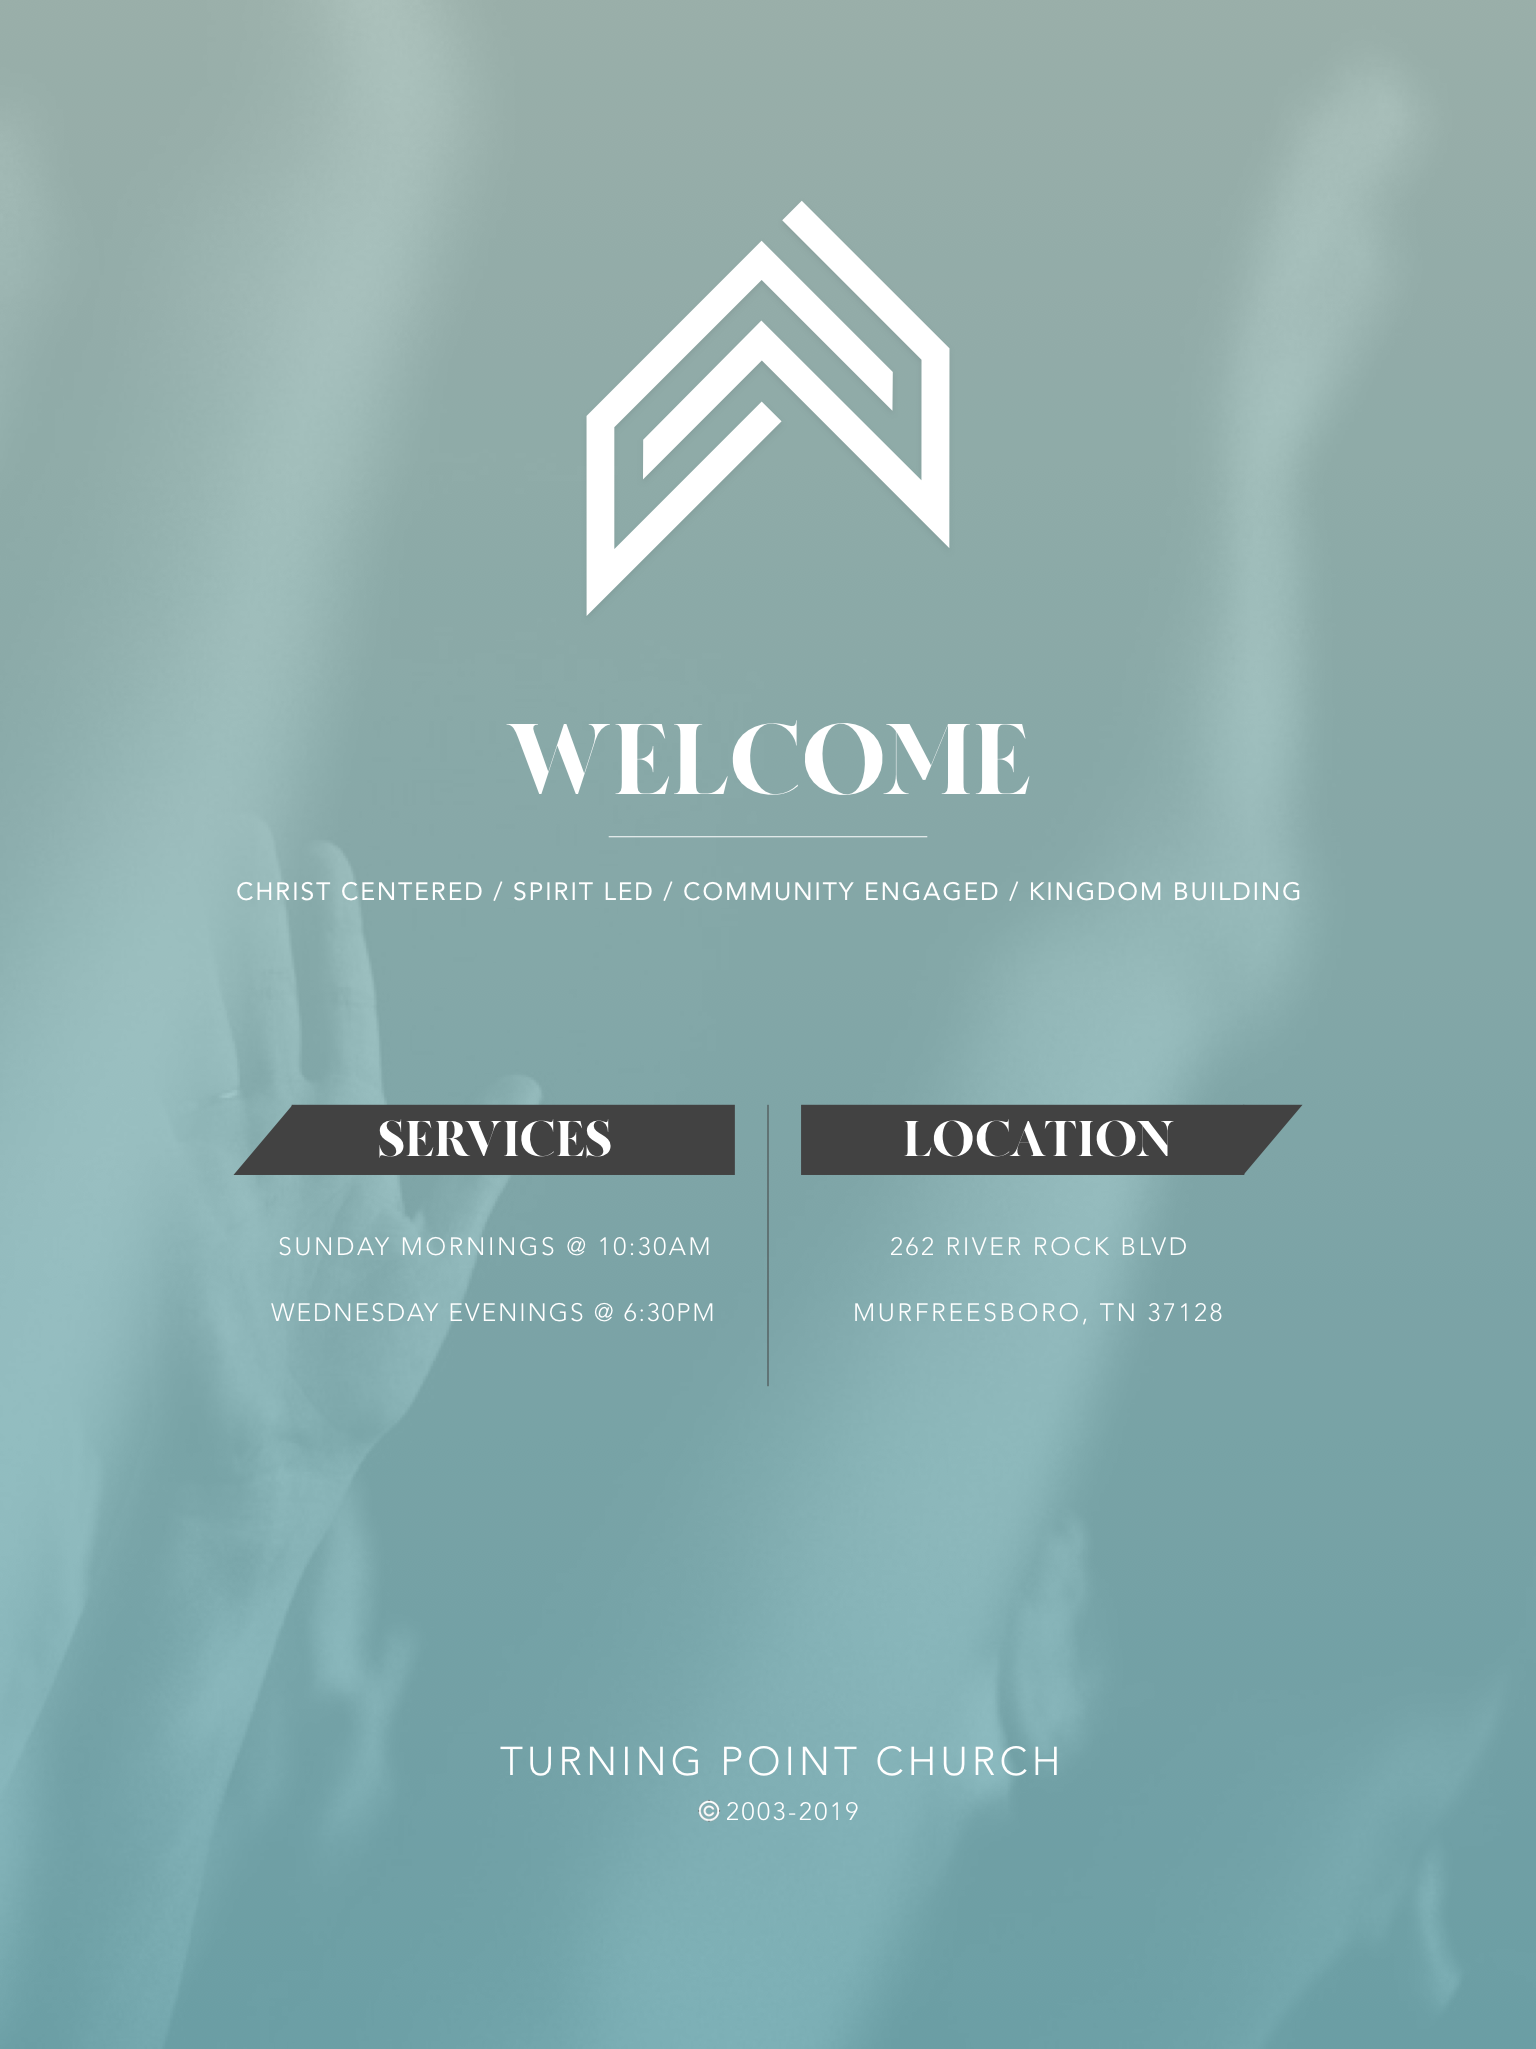 WELCOME
CHRIST CENTERED / SPIRIT LED / COMMUNITY ENGAGED / KINGDOM BUILDING
SERVICES
SUNDAY MORNINGS @ 10:30AM
WEDNESDAY EVENINGS @ 6:30PM
LOCATION
262 RIVER ROCK BLVD
MURFREESBORO, TN 37128
TURNING POINT CHURCH
© 2003-2019